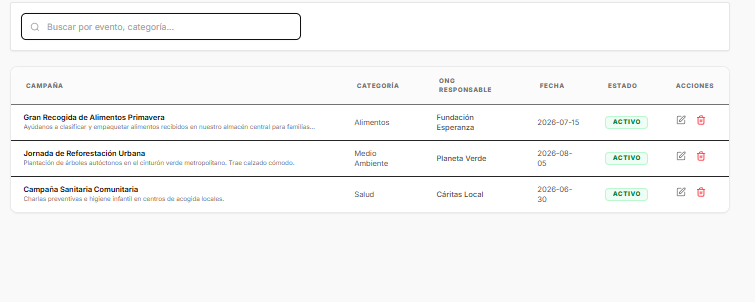 Buscar por evento, categoría...
CAMPAÑA CATEGORÍA ONG RESPONSABLE FECHA ESTADO ACCIONES
Gran Recogida de Alimentos Primavera
Ayúdanos a clasificar y empaquetar alimentos recibidos en nuestro almacén central para familias...
Alimentos
Fundación
Esperanza
2026-07-15
ACTIVO
Jornada de Reforestación Urbana
Plantación de árboles autóctonos en el cinturón verde metropolitano. Trae calzado cómodo.
Medio
Ambiente
Planeta Verde
2026-08-
05
ACTIVO
Campaña Sanitaria Comunitaria
Charlas preventivas e higiene infantil en centros de acogida locales.
Salud
Cáritas Local
2026-06-
30
ACTIVO